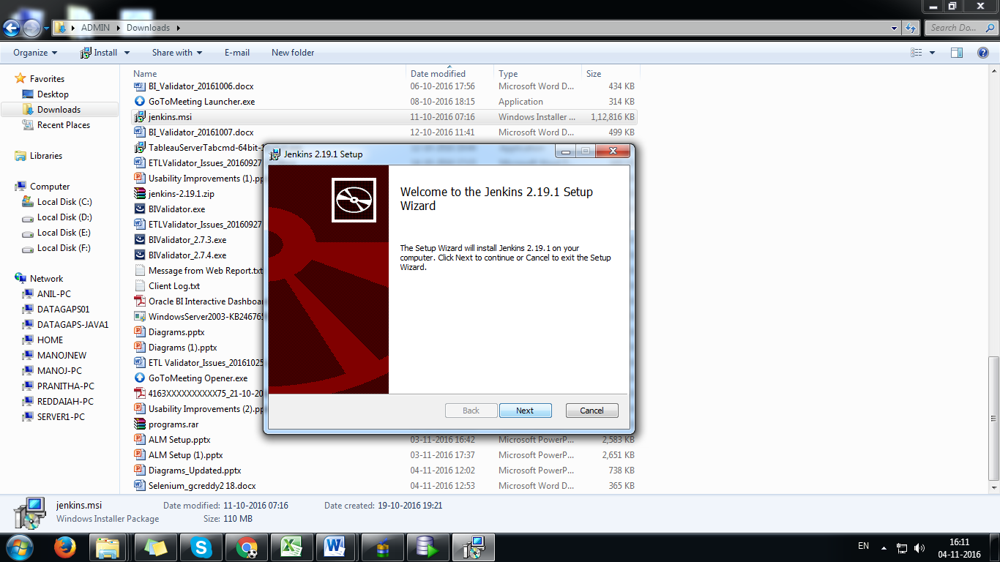 ADMIN Downloads Search Do...
Organize Install Share with E-mail New folder
Name Date modified Type Size
Favorites
Desktop
Downloads
Recent Places
Libraries
Computer
Local Disk (C:)
Local Disk (D:)
Local Disk (E:)
Local Disk (F:)
Network
ANIL-PC
DATAGAPS01
DATAGAPS-JAVA1
HOME
MANOJNEW
MANOJ-PC
PRANITHA-PC
REDDAIAH-PC
SERVER1-PC
BI_Validator_20161006.docx 06-10-2016 17:56 Microsoft Word D... 434 KB
GoToMeeting Launcher.exe 08-10-2016 18:15 Application 314 KB
jenkins.msi 11-10-2016 07:16 Windows Installer ... 1,12,816 KB
BI_Validator_20161007.docx 12-10-2016 11:41 Microsoft Word D... 499 KB
TableauServerTabcmd-64bit-1
ETLValidator_Issues_20160927
Usability Improvements (1).pp
jenkins-2.19.1.zip
BIValidator.exe
ETLValidator_Issues_20160927
BIValidator_2.7.3.exe
BIValidator_2.7.4.exe
Message from Web Report.txt
Client Log.txt
Oracle BI Interactive Dashboa
WindowsServer2003-KB246765
Diagrams.pptx
Diagrams (1).pptx
ETL Validator_Issues_20161025
GoToMeeting Opener.exe
4163XXXXXXXXXX75_21-10-20
Usability Improvements (2).pp
programs.rar
ALM Setup.pptx 03-11-2016 16:42 Microsoft PowerP... 2,583 KB
ALM Setup (1).pptx 03-11-2016 17:37 Microsoft PowerP... 2,651 KB
Diagrams_Updated.pptx 04-11-2016 12:02 Microsoft PowerP... 738 KB
Selenium_gcreddy2 18.docx 04-11-2016 12:53 Microsoft Word D... 365 KB
Jenkins 2.19.1 Setup
Welcome to the Jenkins 2.19.1 Setup
Wizard
The Setup Wizard will install Jenkins 2.19.1 on your
computer. Click Next to continue or Cancel to exit the Setup
Wizard.
Back Next Cancel
jenkins.msi Date modified: 11-10-2016 07:16 Date created: 19-10-2016 19:21
Windows Installer Package Size: 110 MB
EN 16:11
04-11-2016